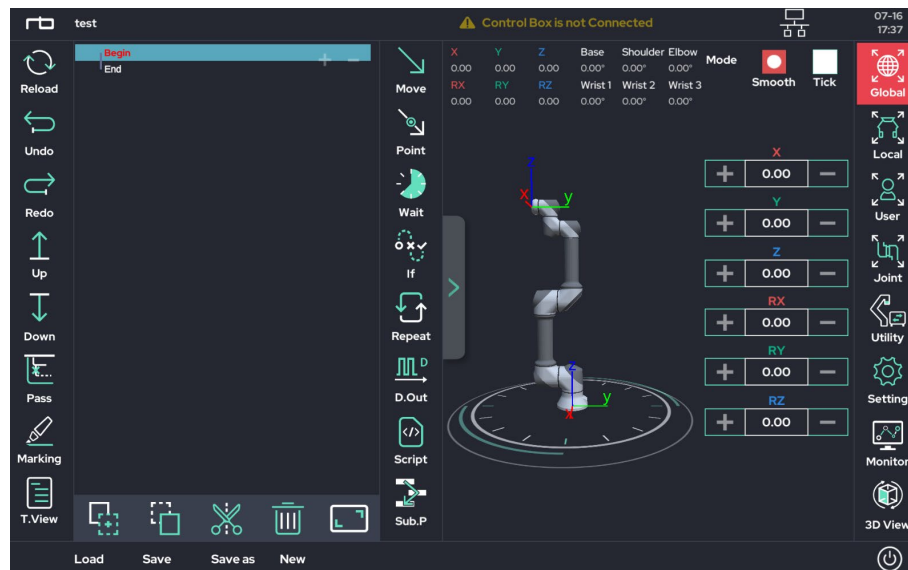 rb test Control Box is not Connected 07-16
17:37
Reload
Undo
Redo
Up
Down
Pass
Marking
T.View
Begin
End
Load Save Save as New
Move
Point
Wait
If
Repeat
D
D.Out
Script
Sub.P
X Y Z Base Shoulder Elbow
0.00 0.00 0.00 0.00° 0.00° 0.00°
RX RY RZ Wrist 1 Wrist 2 Wrist 3
0.00 0.00 0.00 0.00° 0.00° 0.00°
Mode
Smooth Tick
z
x y
z
y
x
X
0.00
Y
0.00
Z
0.00
RX
0.00
RY
0.00
RZ
0.00
Global
Local
User
Joint
Utility
Setting
Monitor
3D View